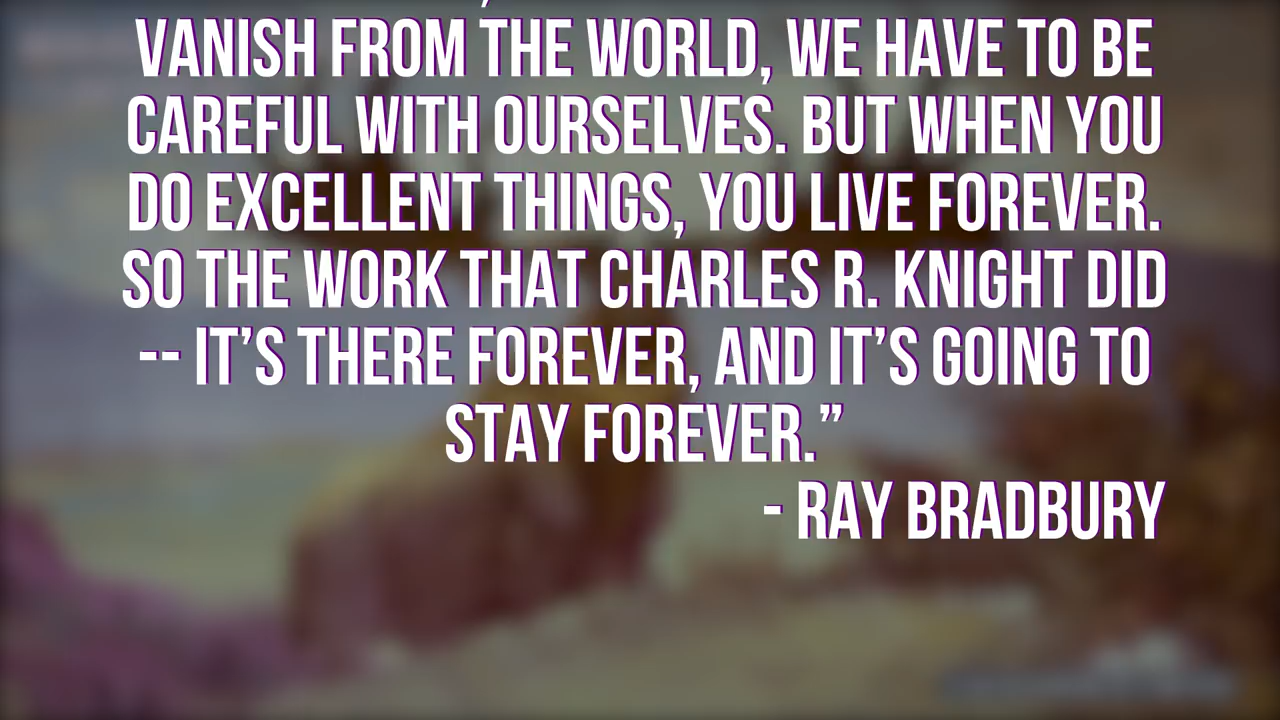 VANISH FROM THE WORLD, WE HAVE TO BE
CAREFUL WITH OURSELVES. BUT WHEN YOU
DO EXCELLENT THINGS, YOU LIVE FOREVER.
SO THE WORK THAT CHARLES R. KNIGHT DID
-- IT’S THERE FOREVER, AND IT’S GOING TO
STAY FOREVER.”
- RAY BRADBURY